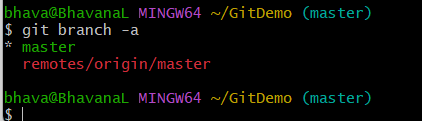 bhava@BhavanaL MINGW64 ~/GitDemo (master)
$ git branch -a
* master
  remotes/origin/master
bhava@BhavanaL MINGW64 ~/GitDemo (master)
$